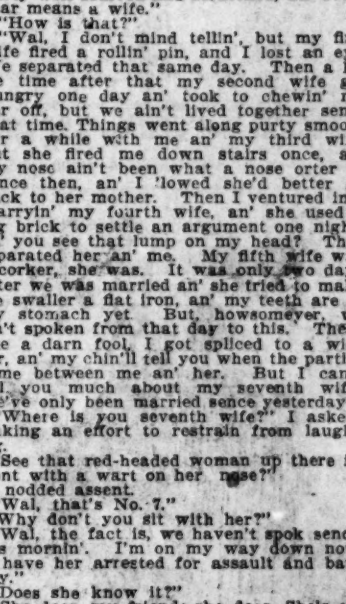 ar means a wife."
"How is that?"
"Wal, I don't mind tellin', but my fi
ife fired a rollin' pin, and I lost an e
e separated that same day. Then a l
e time after that my second wife g
ungry one day an' took to chewin' m
r off, but we ain't lived together sen
at time. Things went along purty smoo
r a while with me an' my third wi
t she fired me down stairs once, a
y nose ain't been what a nose orter
nce then, an' I 'lowed she'd better
ck to her mother. Then I ventured in
arryin' my fourth wife, an' she used
g brick to settle an argument one nigh
you see that lump on my head? Th
parated her an' me. My fifth wife w
corker, she was. It was only two da
ter we was married an' she tried to mak
e swaller a flat iron, an' my teeth are
y stomach yet. But, howsomeyer, w
n't spoken from that day to this. The
e a darn fool, I got spliced to a wi
r, an' my chin'll tell you when the parti
me between me an' her. But I can
l you much about my seventh wif
e've only been married sence yesterday
Where is you seventh wife?" I aske
aking an effort to restrain from laugh
See that red-headed woman up there i
nt with a wart on her nose?"
nodded assent.
Wal, that's No. 7."
Why don't you sit with her?"
Wal, the fact is, we haven't spok senc
s mornin'. I'm on my way down no
have her arrested for assault and bat
y."
Does she know it?"